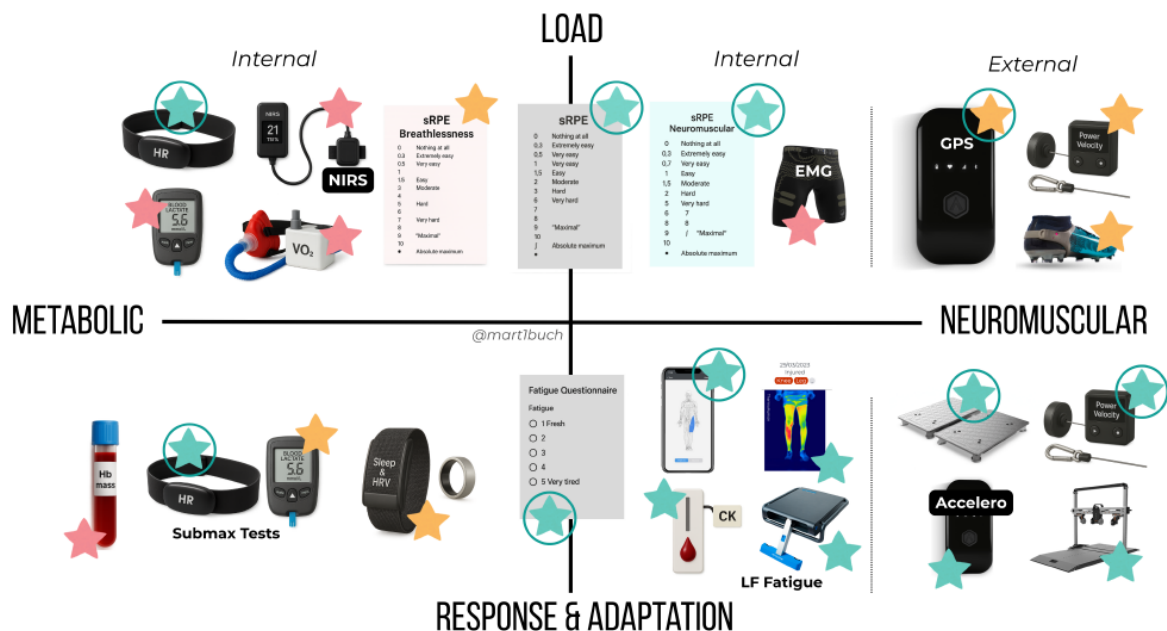 LOAD
Internal
Internal
External
HR
NIRS
21
NIRS
BLOOD
LACTATE
5.6
VO₂
sRPE
Breathlessness
0 Nothing at all
0,3 Extremely easy
0,5 Very easy
1,5 Easy
3 Moderate
4
5 Hard
6
7 Very hard
8
9 "Maximal"
10
• Absolute maximum
sRPE
0 Nothing at all
0,3 Extremely easy
0,5 Very easy
1 Very easy
1,5 Easy
2 Moderate
3 Hard
6 Very hard
7
8
9 "Maximal"
10
∫ Absolute maximum
•
sRPE
Neuromuscular
0 Nothing at all
0,3 Extremely easy
0,7 Very easy
1 Easy
1,5 Moderate
2 Hard
5 Very hard
6 7
8 8
9 ∫ "Maximal"
10
• Absolute maximum
EMG
GPS
Power
Velocity
METABOLIC
NEUROMUSCULAR
@mart1buch
Hb
mass
HR
Submax Tests
BLOOD
LACTATE
5.6
Sleep
&
HRV
Fatigue Questionnaire
Fatigue
1 Fresh
2
3
4
5 Very tired
29/03/2023
Injured
Knee Leg
CK
LF Fatigue
Power
Velocity
Accelero
RESPONSE & ADAPTATION